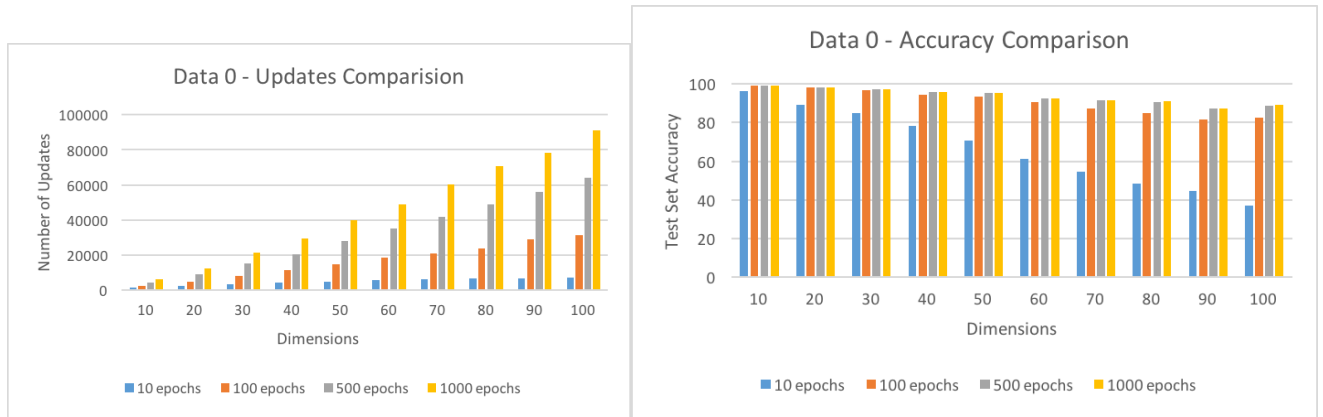 Data 0 - Updates Comparision
Number of Updates
100000
80000
60000
40000
20000
0
10 20 30 40 50 60 70 80 90 100
Dimensions
10 epochs 100 epochs 500 epochs 1000 epochs
Data 0 - Accuracy Comparison
Test Set Accuracy
100
80
60
40
20
0
10 20 30 40 50 60 70 80 90 100
Dimensions
10 epochs 100 epochs 500 epochs 1000 epochs